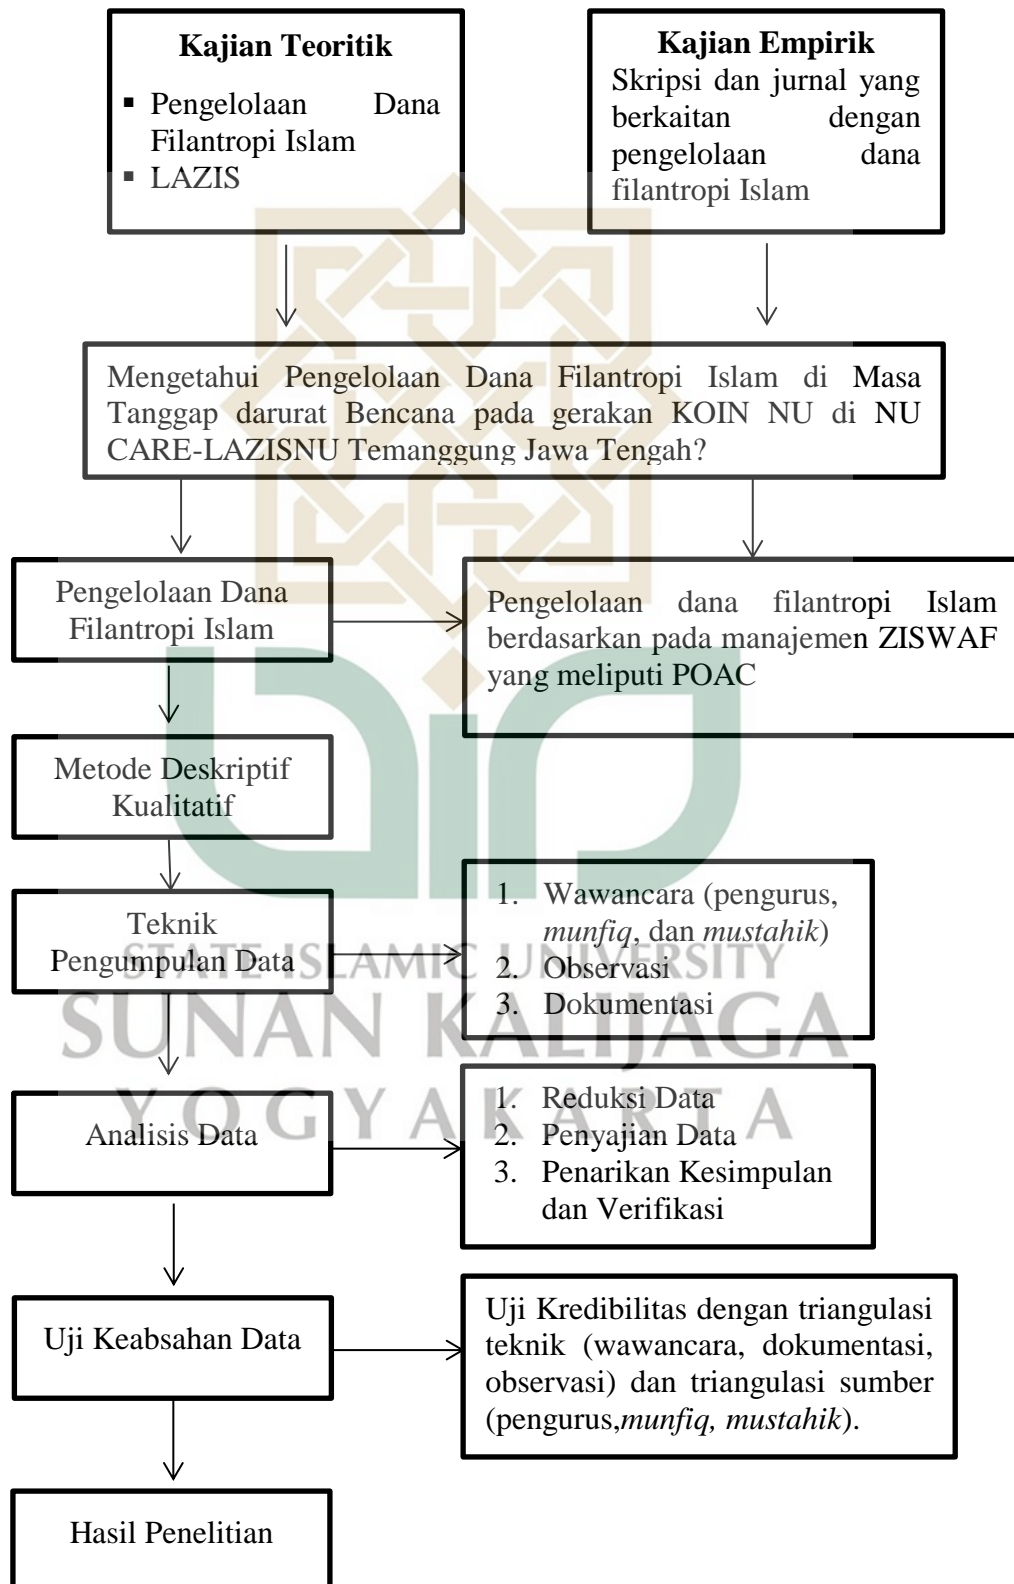 Kajian Teoritik
▪ Pengelolaan Dana
Filantropi Islam
▪ LAZIS
Kajian Empirik
Skripsi dan jurnal yang
berkaitan dengan
pengelolaan dana
filantropi Islam
Mengetahui Pengelolaan Dana Filantropi Islam di Masa
Tanggap darurat Bencana pada gerakan KOIN NU di NU
CARE-LAZISNU Temanggung Jawa Tengah?
Pengelolaan Dana
Filantropi Islam
Pengelolaan dana filantropi Islam
berdasarkan pada manajemen ZISWAF
yang meliputi POAC
Metode Deskriptif
Kualitatif
Teknik
Pengumpulan Data
1. Wawancara (pengurus,
munfiq, dan mustahik)
2. Observasi
3. Dokumentasi
STATE ISLAMIC UNIVERSITY
SUNAN KALIJAGA
YOGYAKARTA
Analisis Data
1. Reduksi Data
2. Penyajian Data
3. Penarikan Kesimpulan
dan Verifikasi
Uji Keabsahan Data
Uji Kredibilitas dengan triangulasi
teknik (wawancara, dokumentasi,
observasi) dan triangulasi sumber
(pengurus,munfiq, mustahik).
Hasil Penelitian